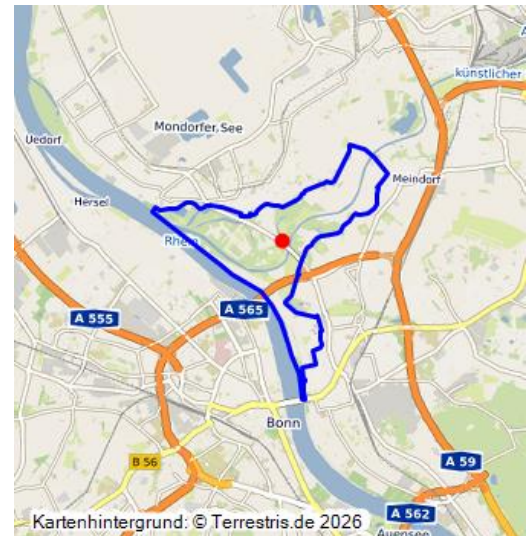 künstlicher
Mondorfer See
Uedorf
Meindorf
Hersel
Rhein
A 565
A 555
Bonn
B 56
A 59
A 562
Auensee
Kartenhintergrund: © Terrestris.de 2026